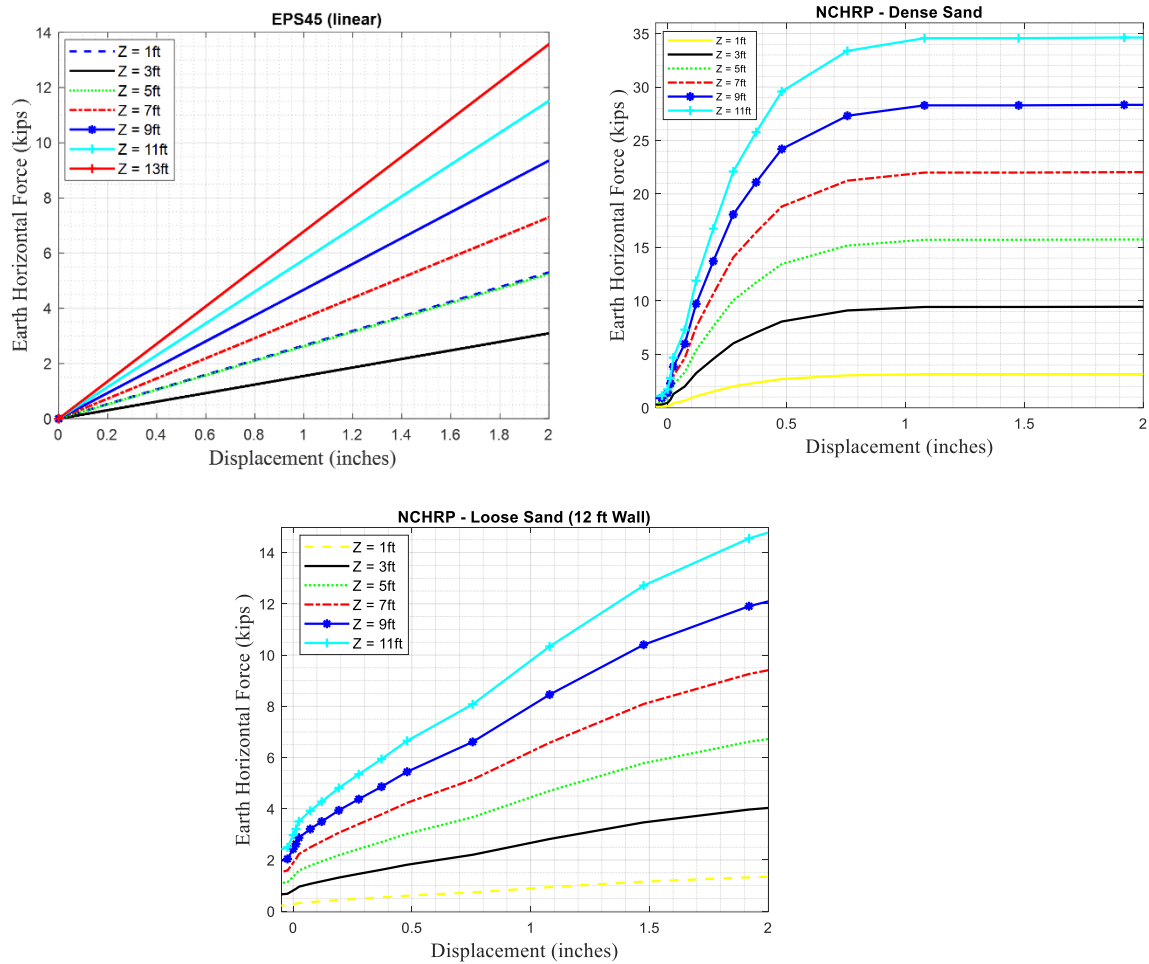 EPS45 (linear)
Earth Horizontal Force (kips )
14
12
10
8
6
4
2
0
Z = 1ft
Z = 3ft
Z = 5ft
Z = 7ft
Z = 9ft
Z = 11ft
Z = 13ft
0 0.2 0.4 0.6 0.8 1 1.2 1.4 1.6 1.8 2
Displacement (inches)
NCHRP - Dense Sand
Earth Horizontal Force (kips )
35
30
25
20
15
10
5
0
Z = 1ft
Z = 3ft
Z = 5ft
Z = 7ft
Z = 9ft
Z = 11ft
0 0.5 1 1.5 2
Displacement (inches)
NCHRP - Loose Sand (12 ft Wall)
Earth Horizontal Force (kips )
14
12
10
8
6
4
2
0
Z = 1ft
Z = 3ft
Z = 5ft
Z = 7ft
Z = 9ft
Z = 11ft
0 0.5 1 1.5 2
Displacement (inches)